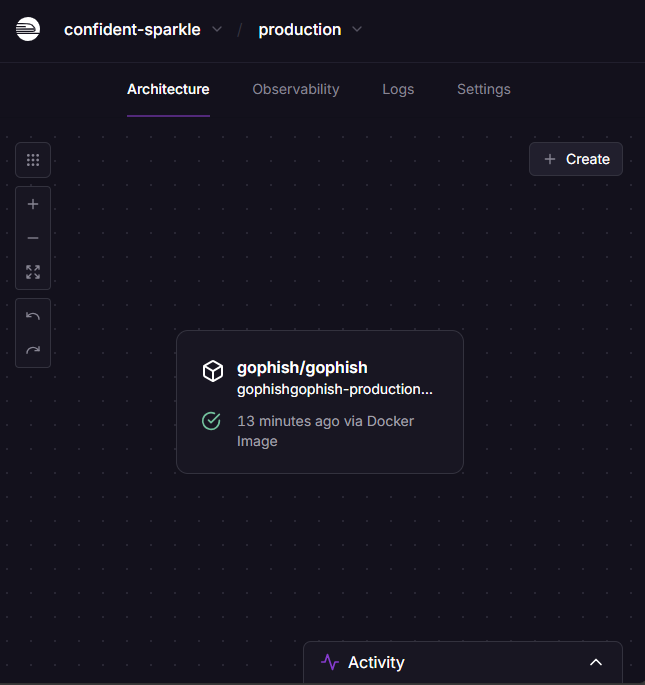 confident-sparkle / production
Architecture Observability Logs Settings
+ Create
gophish/gophish
gophishgophish-production...
13 minutes ago via Docker
Image
Activity